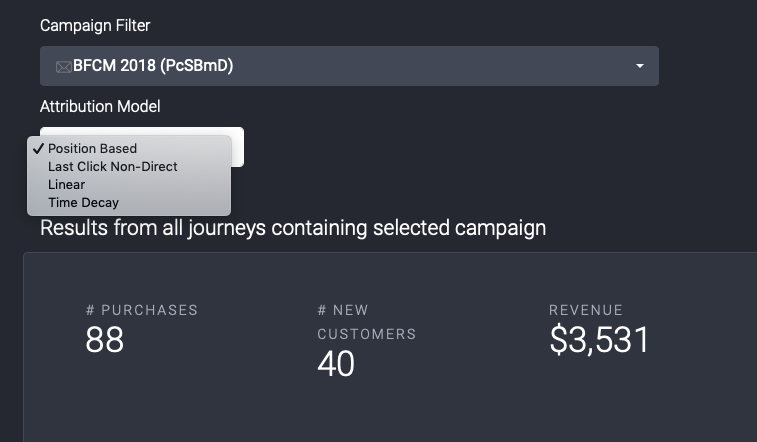 Campaign Filter
BFCM 2018 (PcSBmD)
Attribution Model
Position Based
Last Click Non-Direct
Linear
Time Decay
Results from all journeys containing selected campaign
# PURCHASES
88
# NEW
CUSTOMERS
40
REVENUE
$3,531